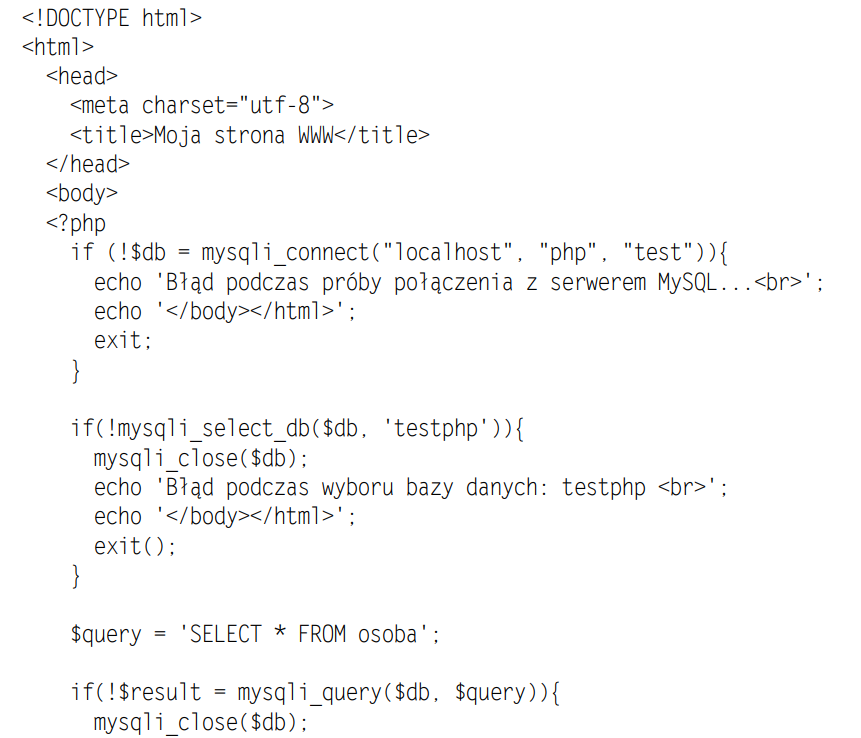 <!DOCTYPE html>
<html>
<head>
<meta charset="utf-8">
<title>Moja strona WWW</title>
</head>
<body>
<?php
if (!$db = mysqli_connect("localhost", "php", "test")){
echo 'Błąd podczas próby połączenia z serwerem MySQL...<br>';
echo '</body></html>';
exit;
}
if(!mysqli_select_db($db, 'testphp')){
mysqli_close($db);
echo 'Błąd podczas wyboru bazy danych: testphp <br>';
echo '</body></html>';
exit();
}
$query = 'SELECT * FROM osoba';
if(!$result = mysqli_query($db, $query)){
mysqli_close($db);